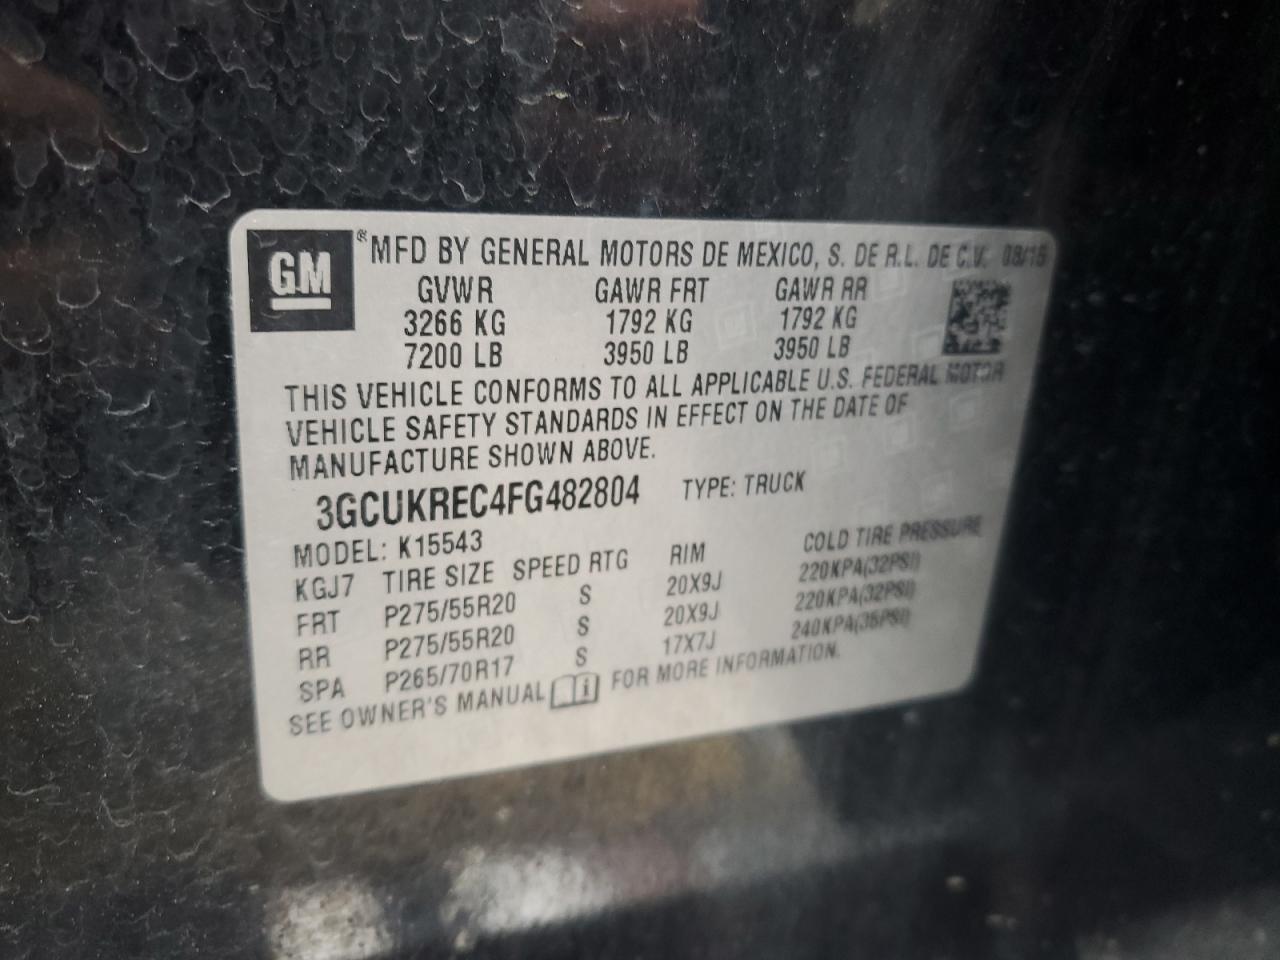 GM
® MFD BY GENERAL MOTORS DE MEXICO, S. DE R.L. DE C.V. 08/15
GVWR GAWR FRT GAWR RR
3266 KG 1792 KG 1792 KG
7200 LB 3950 LB 3950 LB
THIS VEHICLE CONFORMS TO ALL APPLICABLE U.S. FEDERAL MOTOR
VEHICLE SAFETY STANDARDS IN EFFECT ON THE DATE OF
MANUFACTURE SHOWN ABOVE.
3GCUKREC4FG482804 TYPE: TRUCK
MODEL: K15543
KGJ7 TIRE SIZE SPEED RTG RIM COLD TIRE PRESSURE
FRT P275/55R20 S 20X9J 220KPA(32PSI)
RR P275/55R20 S 20X9J 220KPA(32PSI)
SPA P265/70R17 S 17X7J 240KPA(35PSI)
SEE OWNER'S MANUAL FOR MORE INFORMATION.